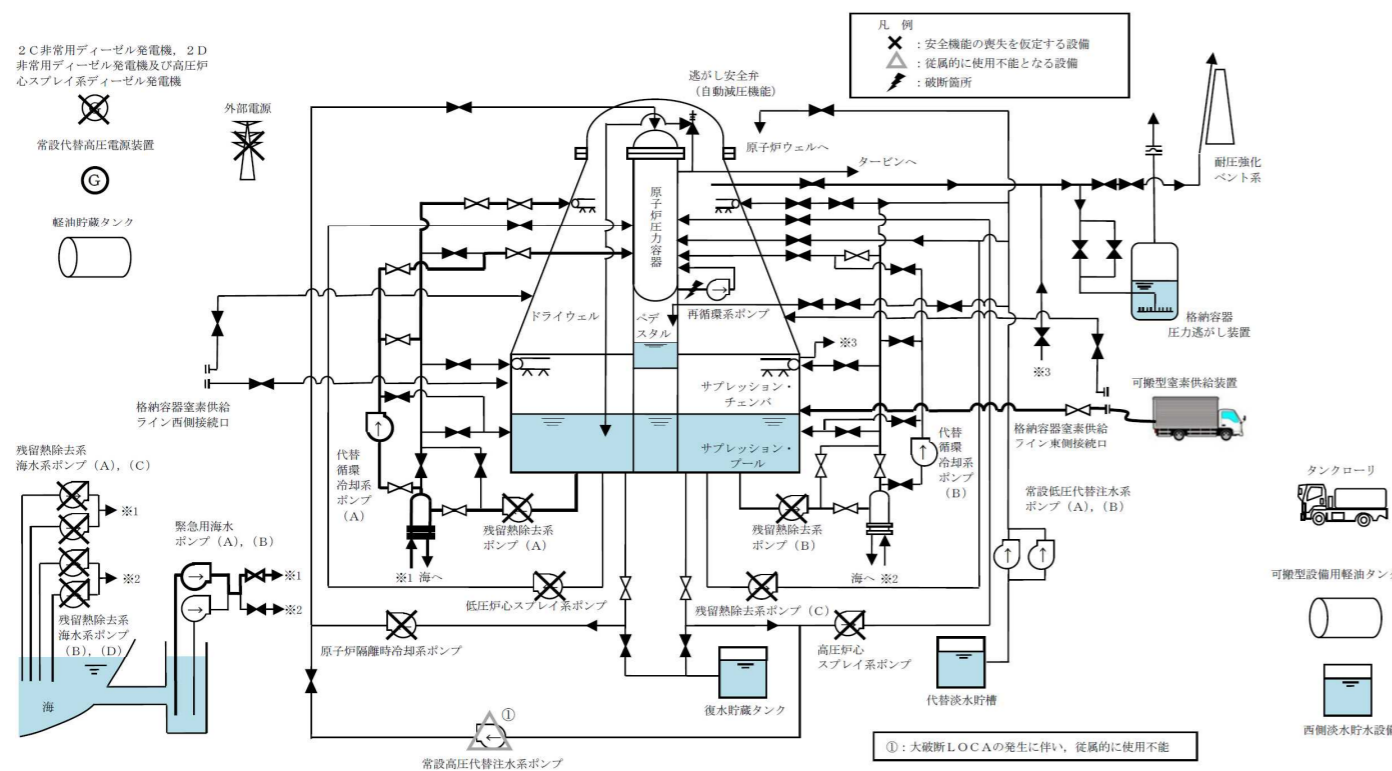 2C非常用ディーゼル発電機,2D
非常用ディーゼル発電機及び高圧炉
心スプレイ系ディーゼル発電機
G
外部電源
常設代替高圧電源装置
G
軽油貯蔵タンク
凡 例
:安全機能の喪失を仮定する設備
:従属的に使用不能となる設備
:破断箇所
逃がし安全弁
(自動減圧機能)
原子炉ウェルへ
タービンへ
耐圧強化
ベント系
原子炉圧力容器
ドライウェル
ペデ
スタル
再循環系ポンプ
格納容器
圧力逃がし装置
※3
※3
サプレッション・
チェンバ
可搬型窒素供給装置
格納容器窒素供給
ライン西側接続口
格納容器窒素供給
ライン東側接続口
サプレッション・
プール
代替
循環
冷却系
ポンプ
(A)
代替
循環
冷却系
ポンプ
(B)
残留熱除去系
海水系ポンプ(A),(C)
※1
※2
残留熱除去系
海水系ポンプ
(B),(D)
緊急用海水
ポンプ(A),(B)
※1
※2
海
残留熱除去系
ポンプ(A)
残留熱除去系
ポンプ(B)
※1 海へ
海へ ※2
常設低圧代替注水系
ポンプ(A),(B)
タンクローリ
可搬型設備用軽油タンク
低圧炉心スプレイ系ポンプ
残留熱除去系ポンプ(C)
原子炉隔離時冷却系ポンプ
高圧炉心
スプレイ系ポンプ
復水貯蔵タンク
代替淡水貯槽
西側淡水貯水設備
①
常設高圧代替注水系ポンプ
①:大破断LOCAの発生に伴い,従属的に使用不能